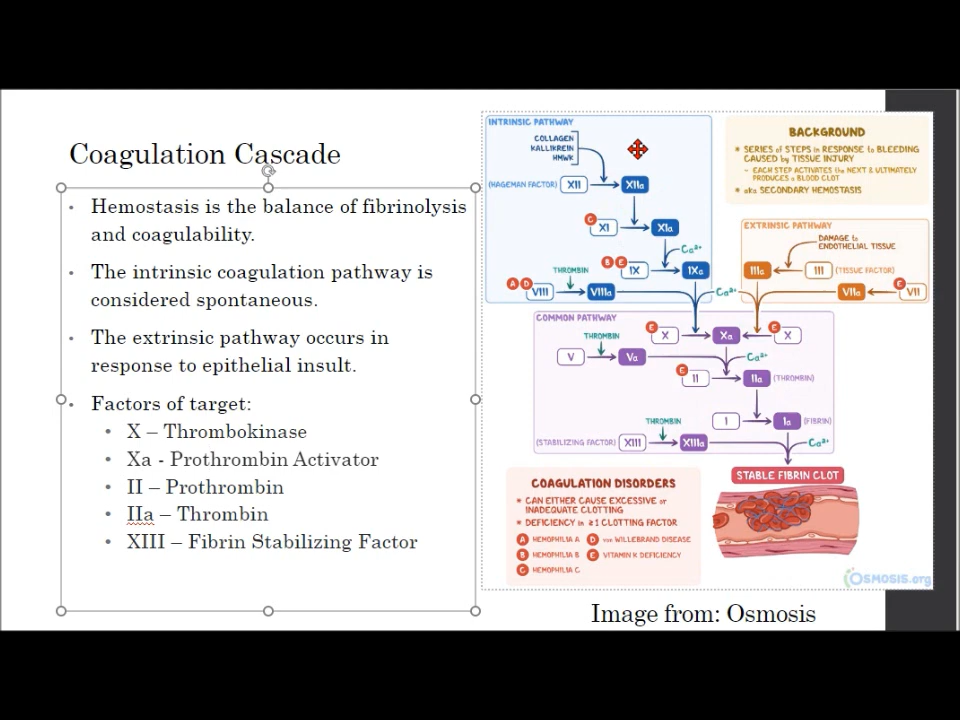 Coagulation Cascade
• Hemostasis is the balance of fibrinolysis
and coagulability.
• The intrinsic coagulation pathway is
considered spontaneous.
• The extrinsic pathway occurs in
response to epithelial insult.
• Factors of target:
• X – Thrombokinase
• Xa - Prothrombin Activator
• II – Prothrombin
• IIa – Thrombin
• XIII – Fibrin Stabilizing Factor
INTRINSIC PATHWAY
COLLAGEN
KALLIKREIN
HMWK
(HAGEMAN FACTOR) XII XIIa
C XI XIa
Ca²⁺
B E IX IXa
THROMBIN
A D VIII VIIIa Ca²⁺
BACKGROUND
* SERIES of STEPS in RESPONSE to BLEEDING
CAUSED by TISSUE INJURY
- EACH STEP ACTIVATES the NEXT & ULTIMATELY
PRODUCES a BLOOD CLOT
* aka SECONDARY HEMOSTASIS
EXTRINSIC PATHWAY
DAMAGE to
ENDOTHELIAL TISSUE
IIIa III (TISSUE FACTOR)
VIIa E VII
COMMON PATHWAY
E X Xa E X
THROMBIN
V Va Ca²⁺
E II IIa (THROMBIN)
I Ia (FIBRIN)
THROMBIN
(STABILIZING FACTOR) XIII XIIIa Ca²⁺
STABLE FIBRIN CLOT
COAGULATION DISORDERS
* CAN EITHER CAUSE EXCESSIVE or
INADEQUATE CLOTTING
* DEFICIENCY in ≥1 CLOTTING FACTOR
A HEMOPHILIA A D von WILLEBRAND DISEASE
B HEMOPHILIA B E VITAMIN K DEFICIENCY
C HEMOPHILIA C
OSMOSIS.org
Image from: Osmosis